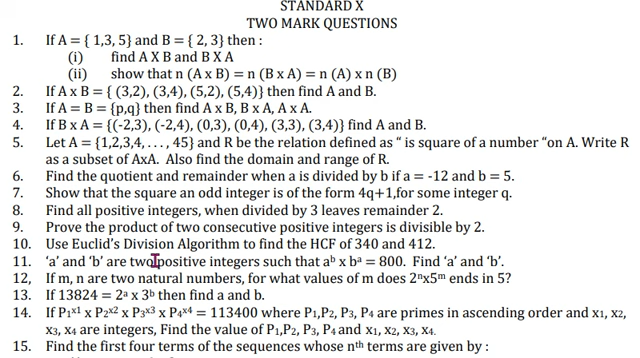 STANDARD X
TWO MARK QUESTIONS
1. If A = { 1,3, 5} and B = { 2, 3} then :
(i) find A X B and B X A
(ii) show that n (A x B) = n (B x A) = n (A) x n (B)
2. If A x B = { (3,2), (3,4), (5,2), (5,4)} then find A and B.
3. If A = B = {p,q} then find A x B, B x A, A x A.
4. If B x A = {(-2,3), (-2,4), (0,3), (0,4), (3,3), (3,4)} find A and B.
5. Let A = {1,2,3,4, . . . , 45} and R be the relation defined as “ is square of a number “on A. Write R
as a subset of AxA. Also find the domain and range of R.
6. Find the quotient and remainder when a is divided by b if a = -12 and b = 5.
7. Show that the square an odd integer is of the form 4q+1,for some integer q.
8. Find all positive integers, when divided by 3 leaves remainder 2.
9. Prove the product of two consecutive positive integers is divisible by 2.
10. Use Euclid’s Division Algorithm to find the HCF of 340 and 412.
11. ‘a’ and ‘b’ are two positive integers such that aᵇ x bᵃ = 800. Find ‘a’ and ‘b’.
12, If m, n are two natural numbers, for what values of m does 2ⁿx5ᵐ ends in 5?
13. If 13824 = 2ᵃ x 3ᵇ then find a and b.
14. If P₁ˣ¹ x P₂ˣ² x P₃ˣ³ x P₄ˣ⁴ = 113400 where P₁,P₂, P₃, P₄ are primes in ascending order and x₁, x₂,
x₃, x₄ are integers, Find the value of P₁,P₂, P₃, P₄ and x₁, x₂, x₃, x₄.
15. Find the first four terms of the sequences whose nᵗʰ terms are given by :